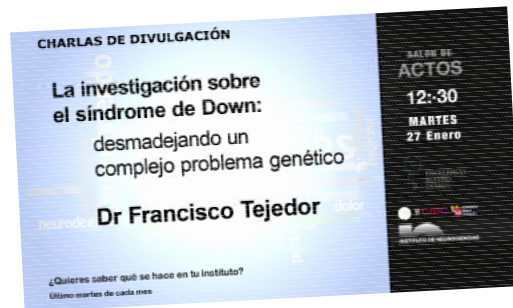 CHARLAS DE DIVULGACIÓN
La investigación sobre
el síndrome de Down:
desmadejando un
complejo problema genético
Dr Francisco Tejedor
¿Quieres saber qué se hace en tu instituto?
Último martes de cada mes
SALON DE
ACTOS
12:-30
MARTES
27 Enero
INSTITUTO DE NEUROCIENCIAS
dolor